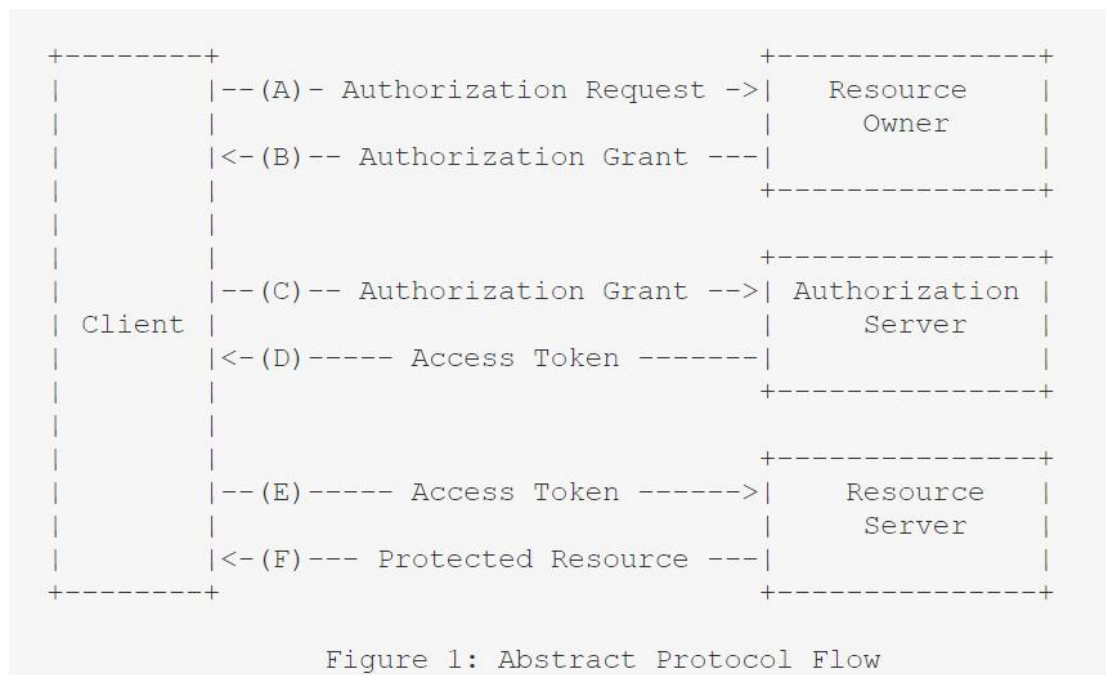 +--------+                               +---------------+
|        |--(A)- Authorization Request ->|   Resource    |
|        |                               |     Owner     |
|        |<-(B)-- Authorization Grant ---|               |
|        |                               +---------------+
|        |
|        |                               +---------------+
|        |--(C)-- Authorization Grant -->| Authorization |
| Client |                               |     Server    |
|        |<-(D)----- Access Token -------|               |
|        |                               +---------------+
|        |
|        |                               +---------------+
|        |--(E)----- Access Token ------>|    Resource   |
|        |                               |     Server    |
|        |<-(F)--- Protected Resource ---|               |
+--------+                               +---------------+
Figure 1: Abstract Protocol Flow